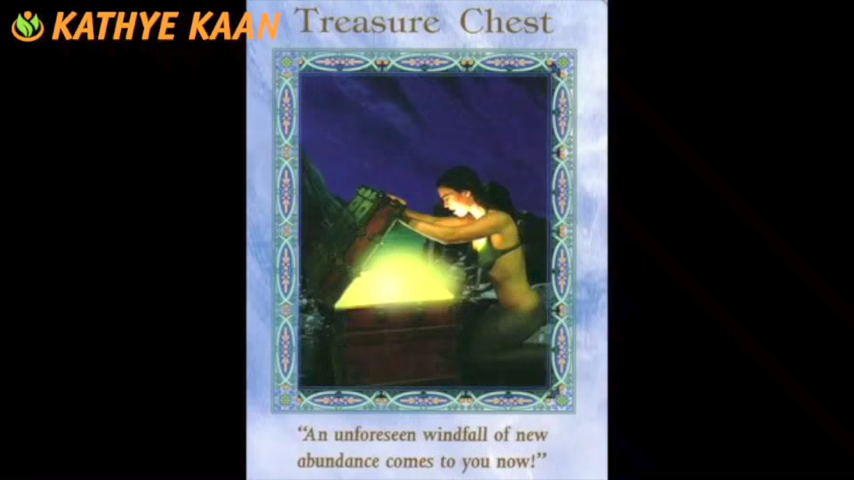 KATHYE KAAN
Treasure Chest
“An unforeseen windfall of new
abundance comes to you now!”